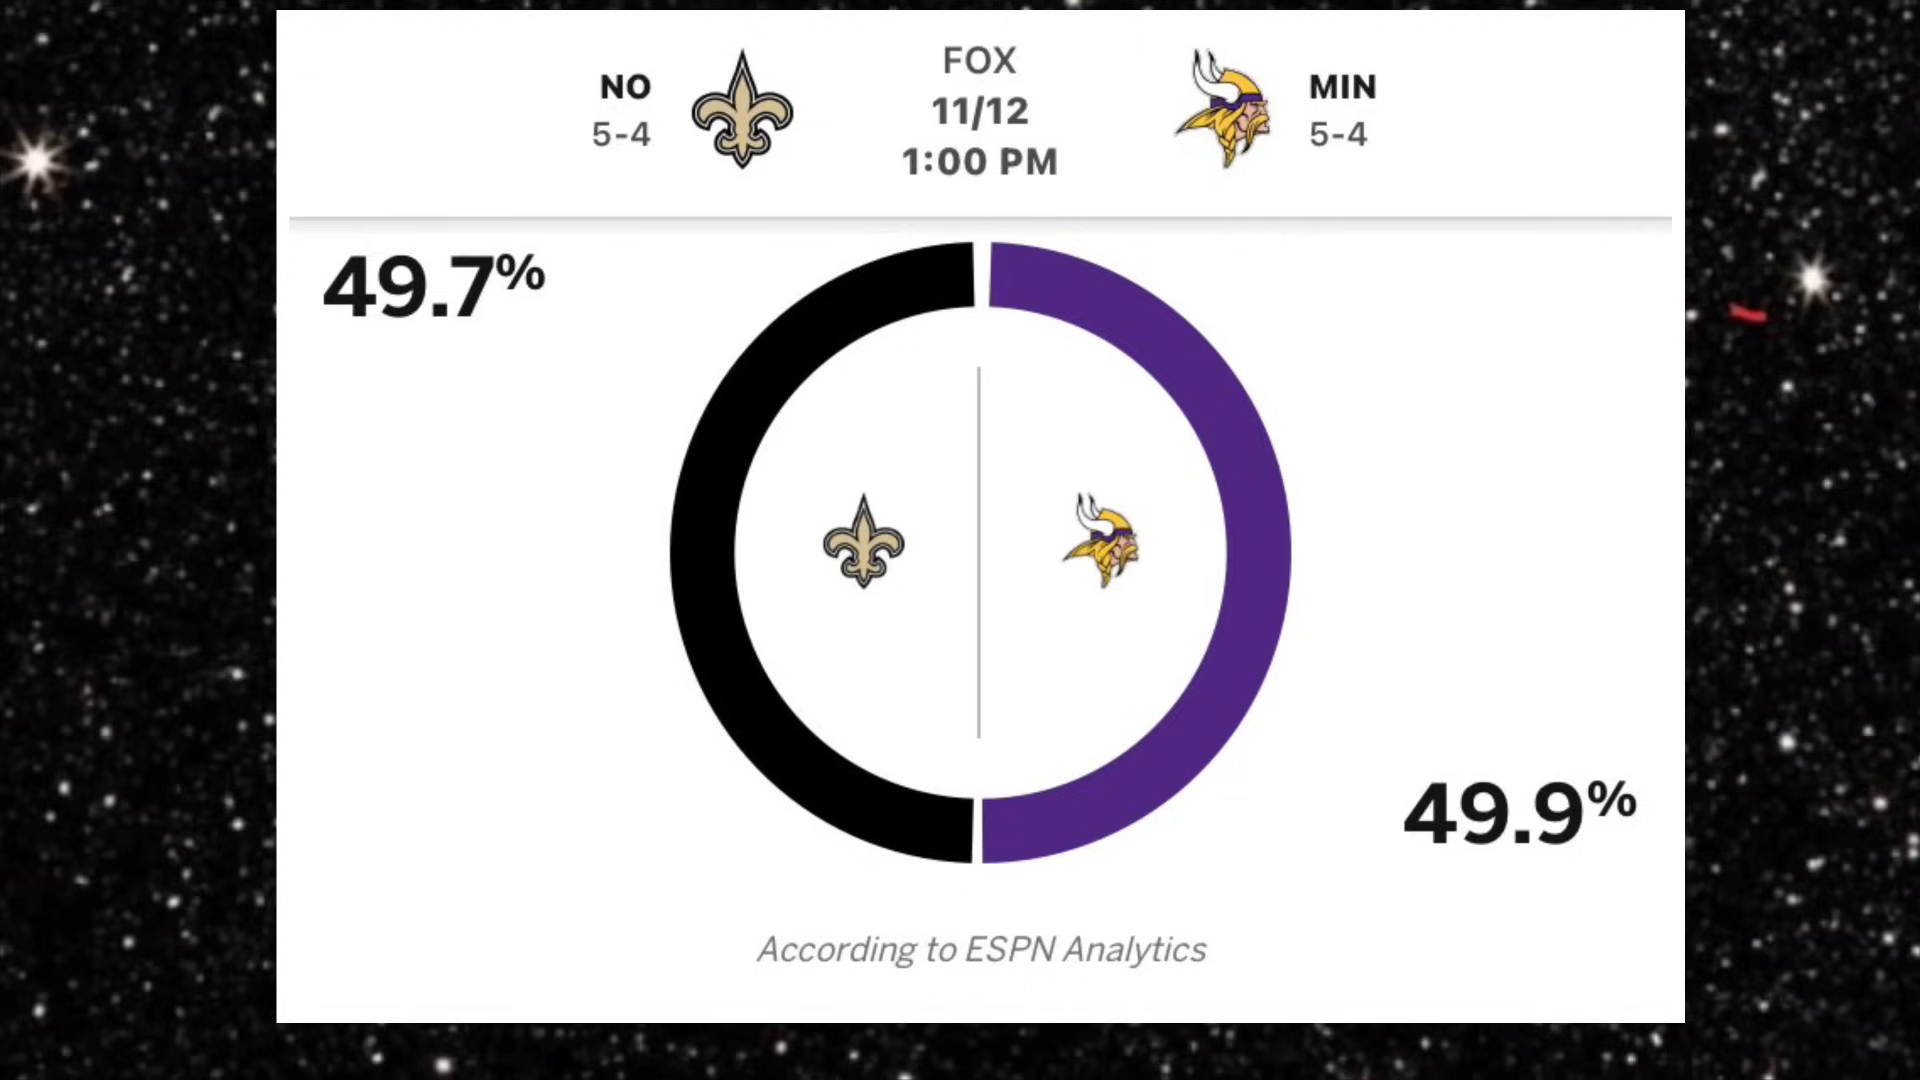 NO
5-4
FOX
11/12
1:00 PM
MIN
5-4
49.7%
49.9%
According to ESPN Analytics